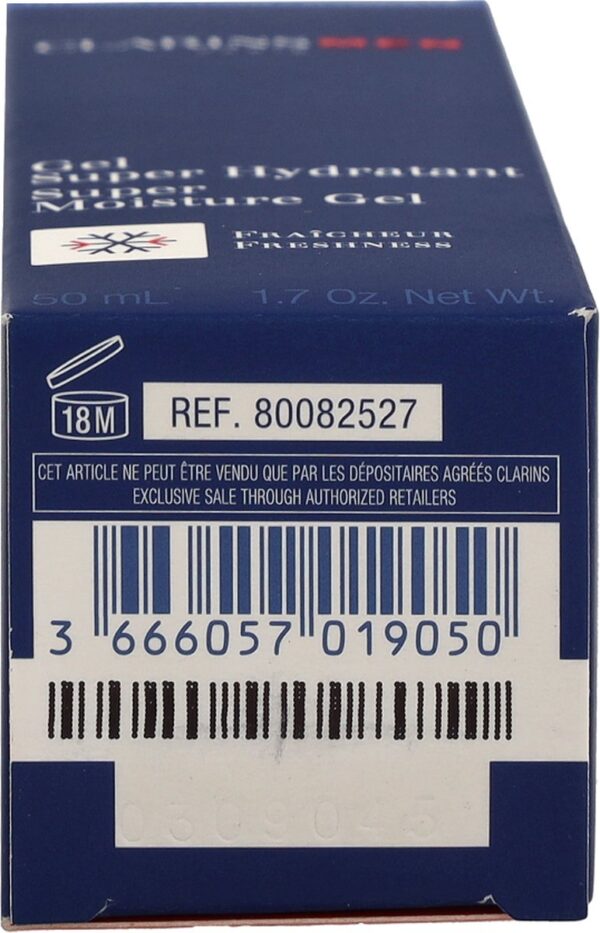 CLARINSMEN
Gel
Super Hydratant
Super
Moisture Gel
FRAÎCHEUR
FRESHNESS
50 mL 1.7 Oz. Net Wt.
18M
REF. 80082527
CET ARTICLE NE PEUT ÊTRE VENDU QUE PAR LES DÉPOSITAIRES AGRÉÉS CLARINS
EXCLUSIVE SALE THROUGH AUTHORIZED RETAILERS
3 666057 019050